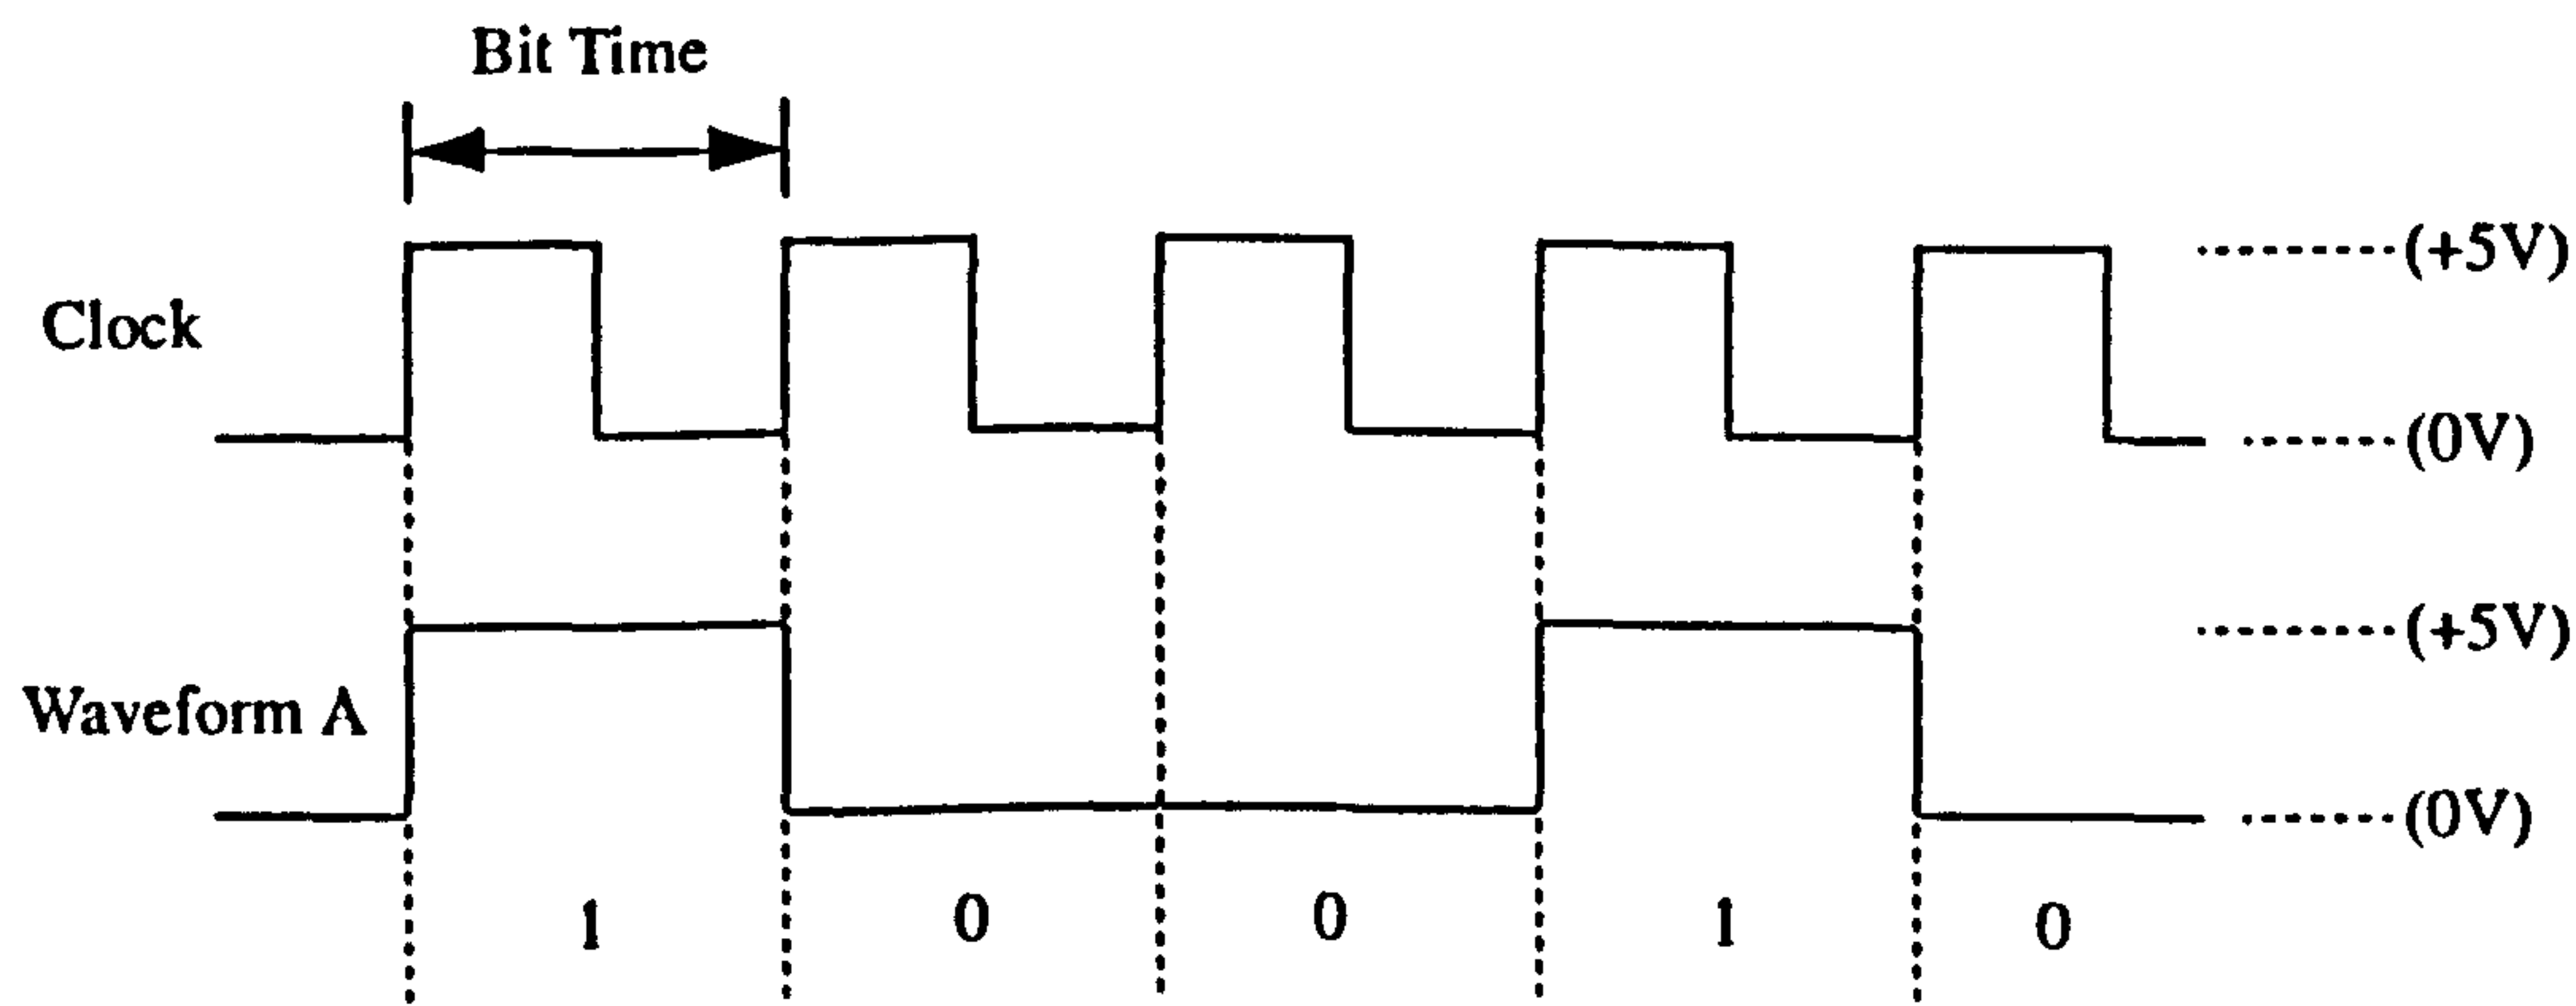 Bit Time
(+5V)
Clock
(0V)
(+5V)
Waveform A
(0V)
1 0 0 1 0